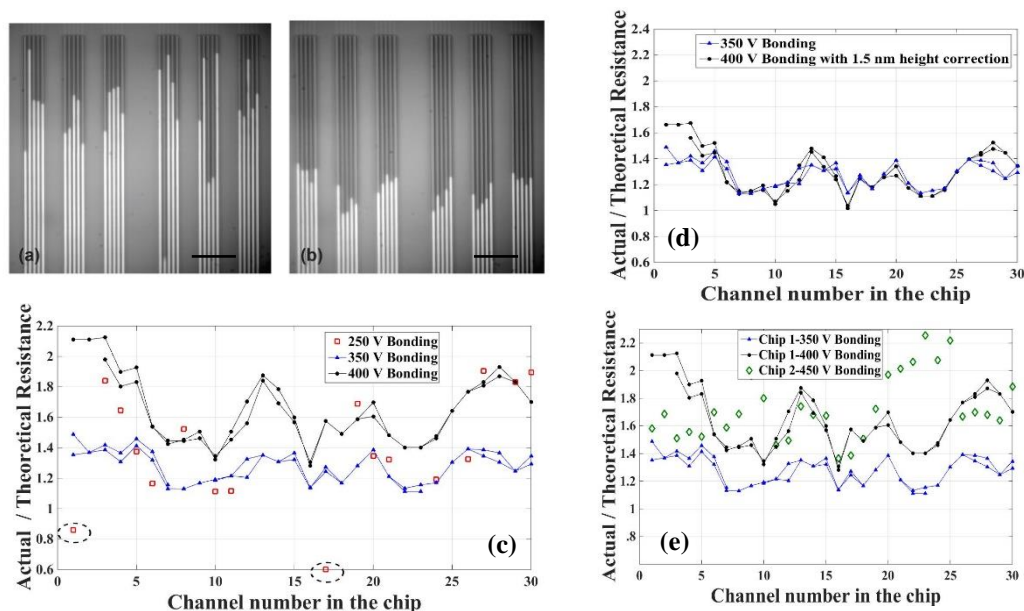 (a)
(b)
2.4
2.2
2
1.8
1.6
1.4
1.2
1
0.8
0.6
Actual / Theoretical Resistance
350 V Bonding
400 V Bonding with 1.5 nm height correction
(d)
0 5 10 15 20 25 30
Channel number in the chip
2.2
2
1.8
1.6
1.4
1.2
1
0.8
0.6
Actual / Theoretical Resistance
250 V Bonding
350 V Bonding
400 V Bonding
(c)
0 5 10 15 20 25 30
Channel number in the chip
2.2
2
1.8
1.6
1.4
1.2
1
.8
Actual / Theoretical Resistance
Chip 1-350 V Bonding
Chip 1-400 V Bonding
Chip 2-450 V Bonding
(e)
0 5 10 15 20 25 30
Channel number in the chip